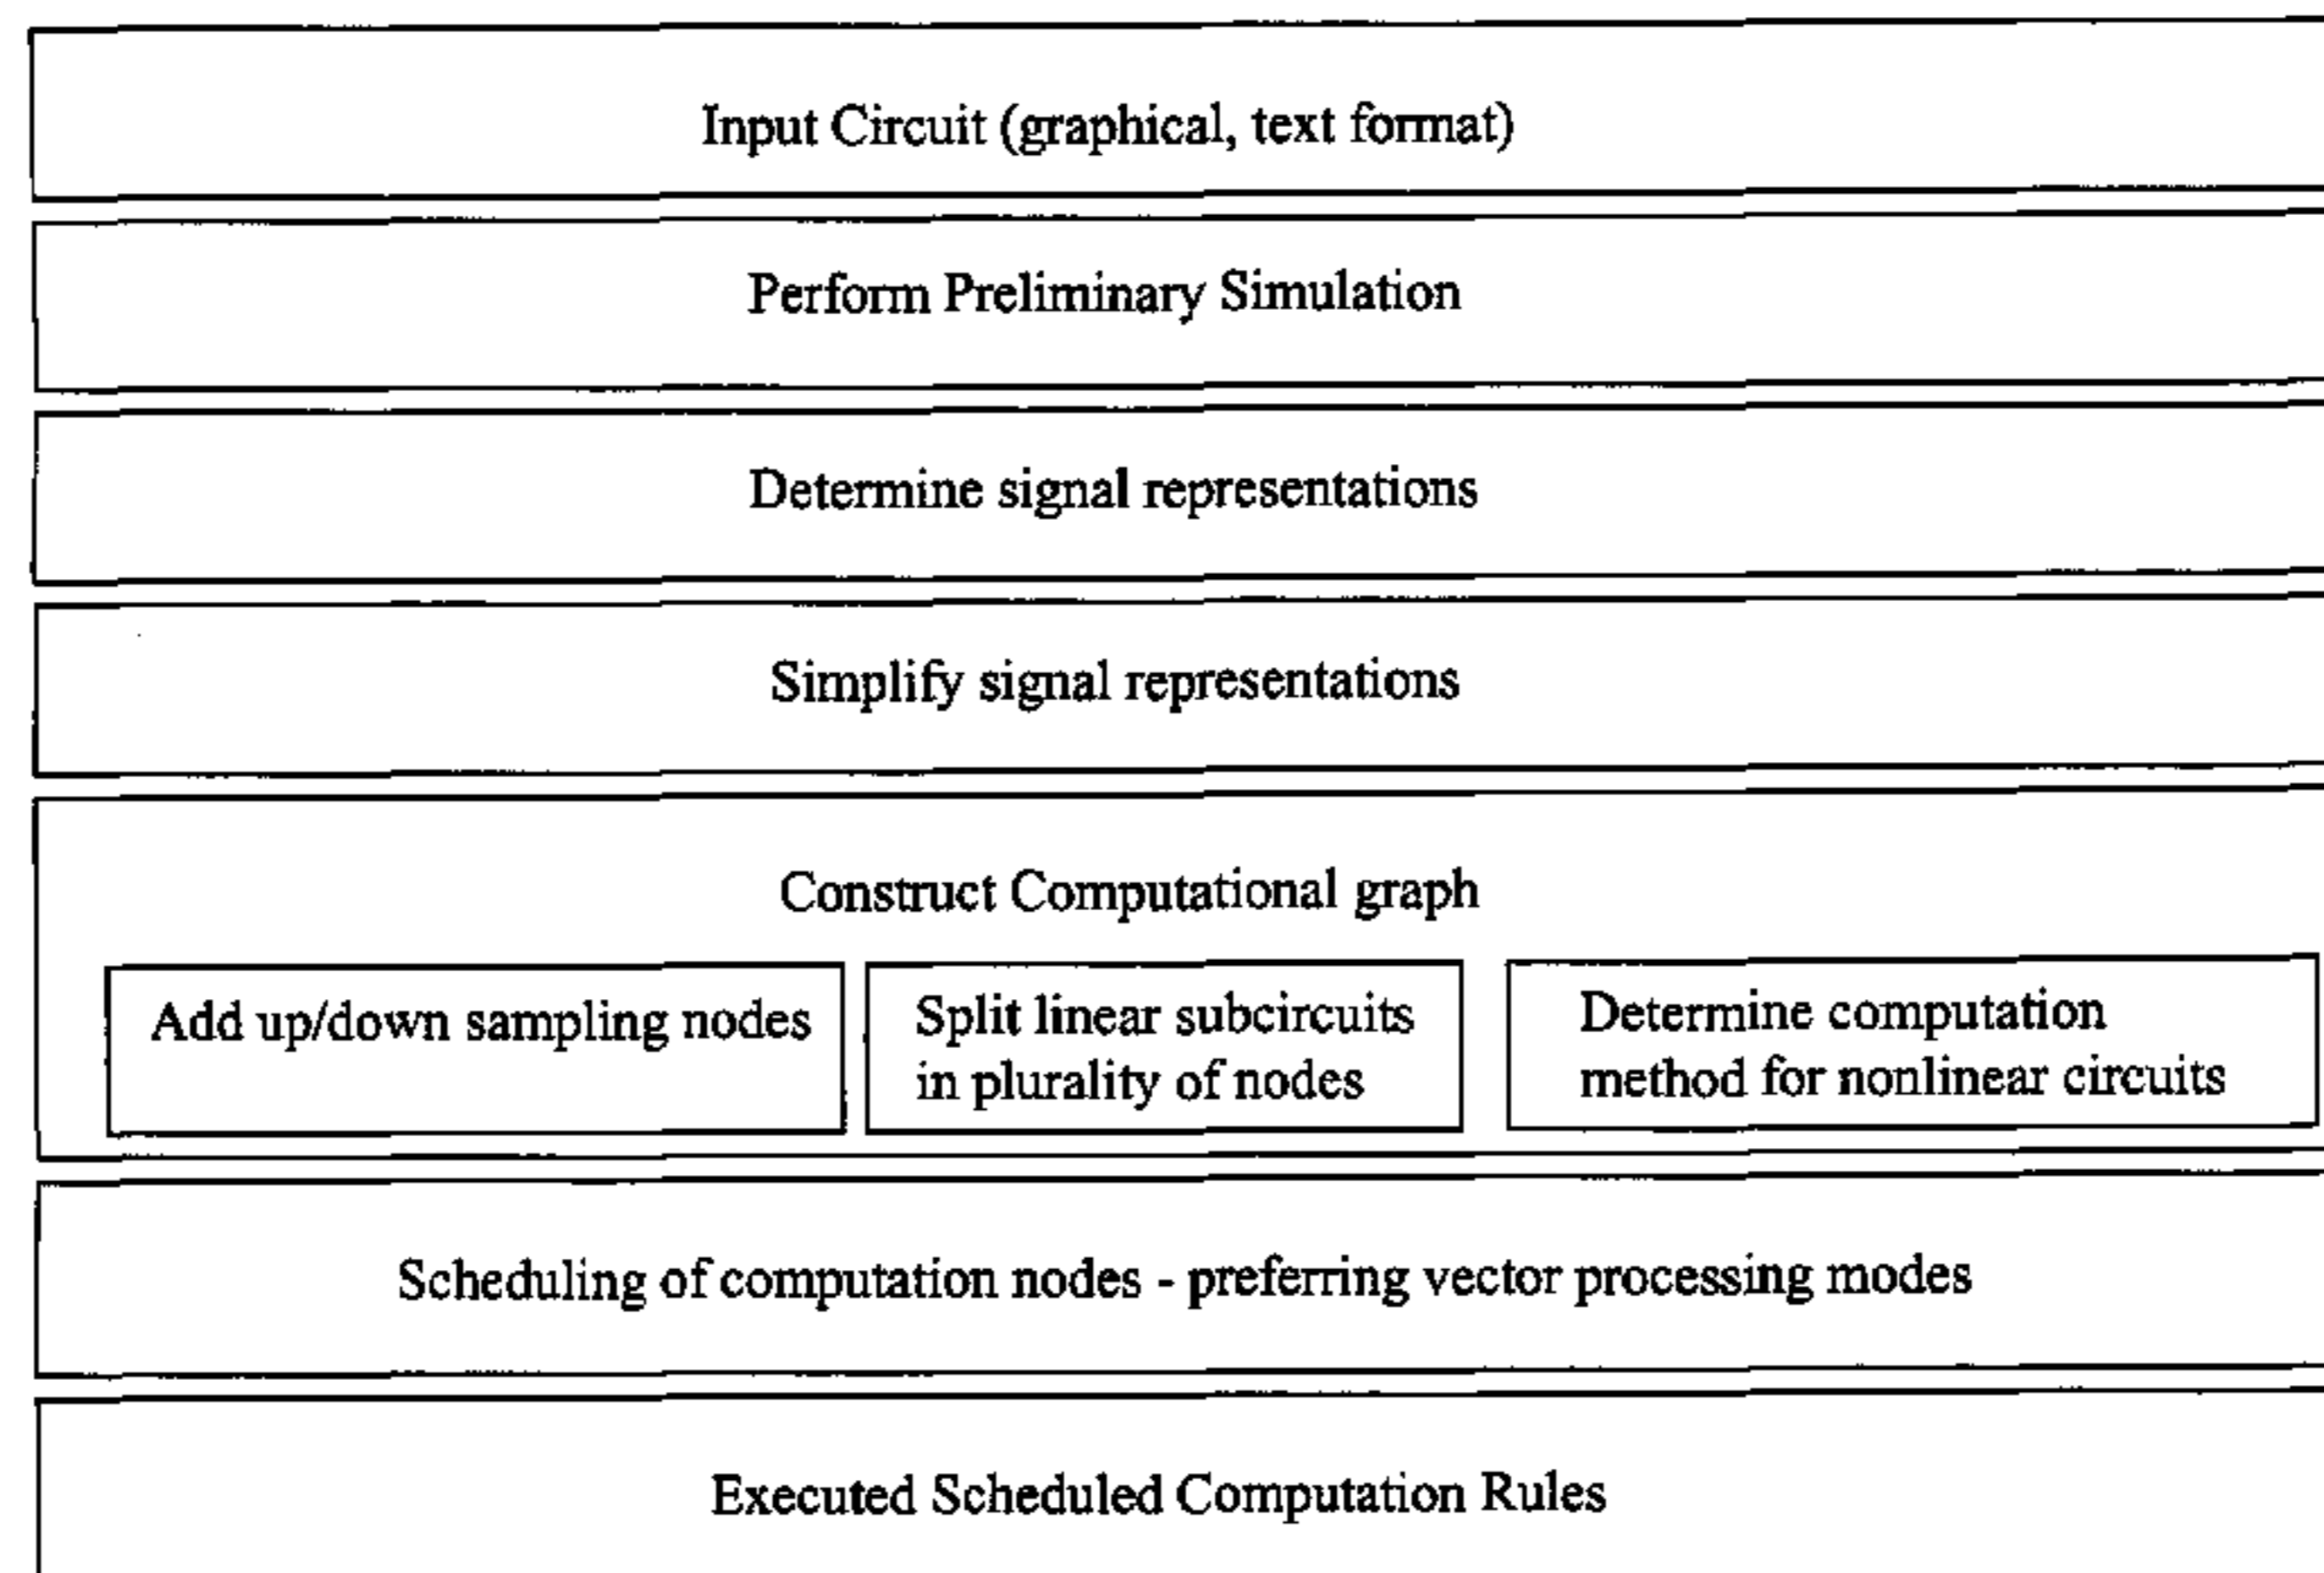 Input Circuit (graphical, text format)
Perform Preliminary Simulation
Determine signal representations
Simplify signal representations
Construct Computational graph
Add up/down sampling nodes
Split linear subcircuits
in plurality of nodes
Determine computation
method for nonlinear circuits
Scheduling of computation nodes - preferring vector processing modes
Executed Scheduled Computation Rules